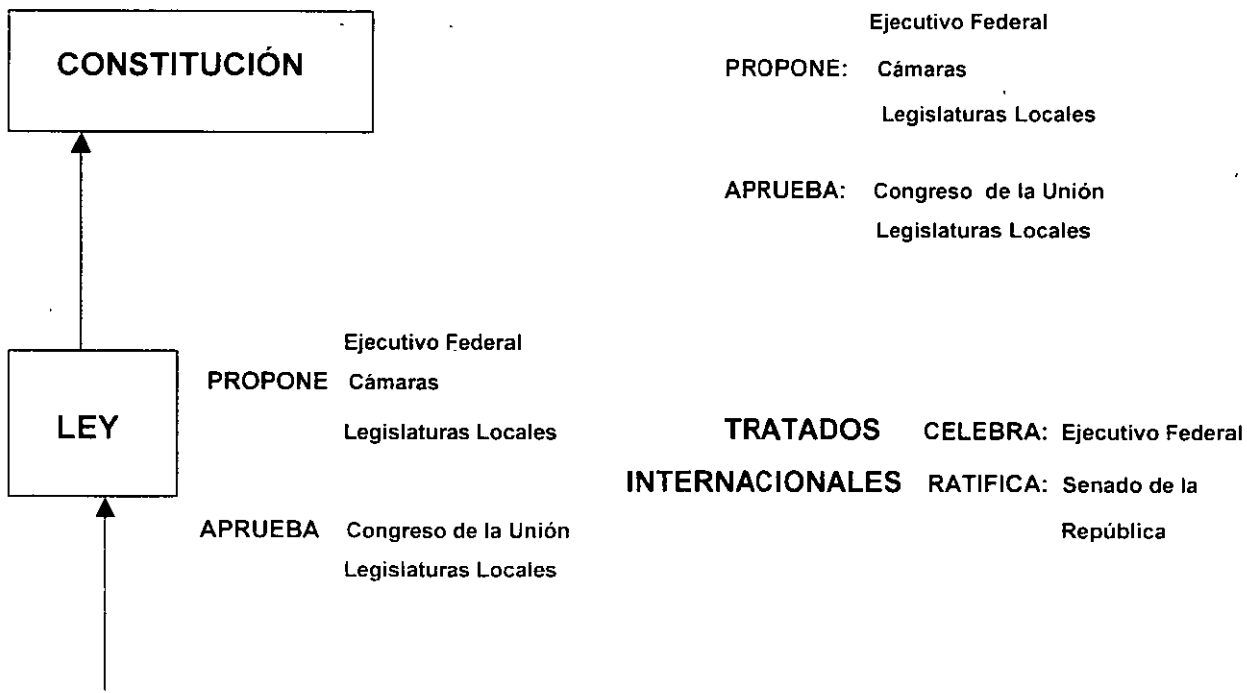 CONSTITUCIÓN
Ejecutivo Federal
PROPONE: Cámaras
Legislaturas Locales
APRUEBA: Congreso de la Unión
Legislaturas Locales
LEY
Ejecutivo Federal
PROPONE Cámaras
Legislaturas Locales
APRUEBA Congreso de la Unión
Legislaturas Locales
TRATADOS CELEBRA: Ejecutivo Federal
INTERNACIONALES RATIFICA: Senado de la
República